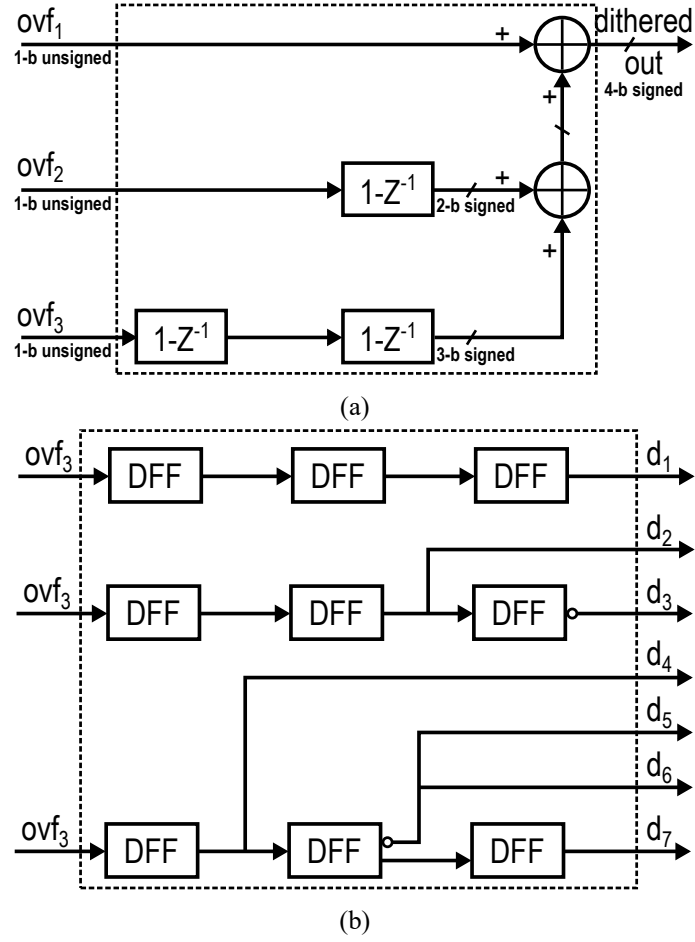 ovf1 + dithered
1-b unsigned out
+ 4-b signed
ovf2 1-Z-1 +
1-b unsigned 2-b signed
+
ovf3 1-Z-1 1-Z-1
1-b unsigned 3-b signed
(a)
ovf3 DFF DFF DFF d1
d2
ovf3 DFF DFF DFF d3
d4
d5
d6
ovf3 DFF DFF DFF d7
(b)